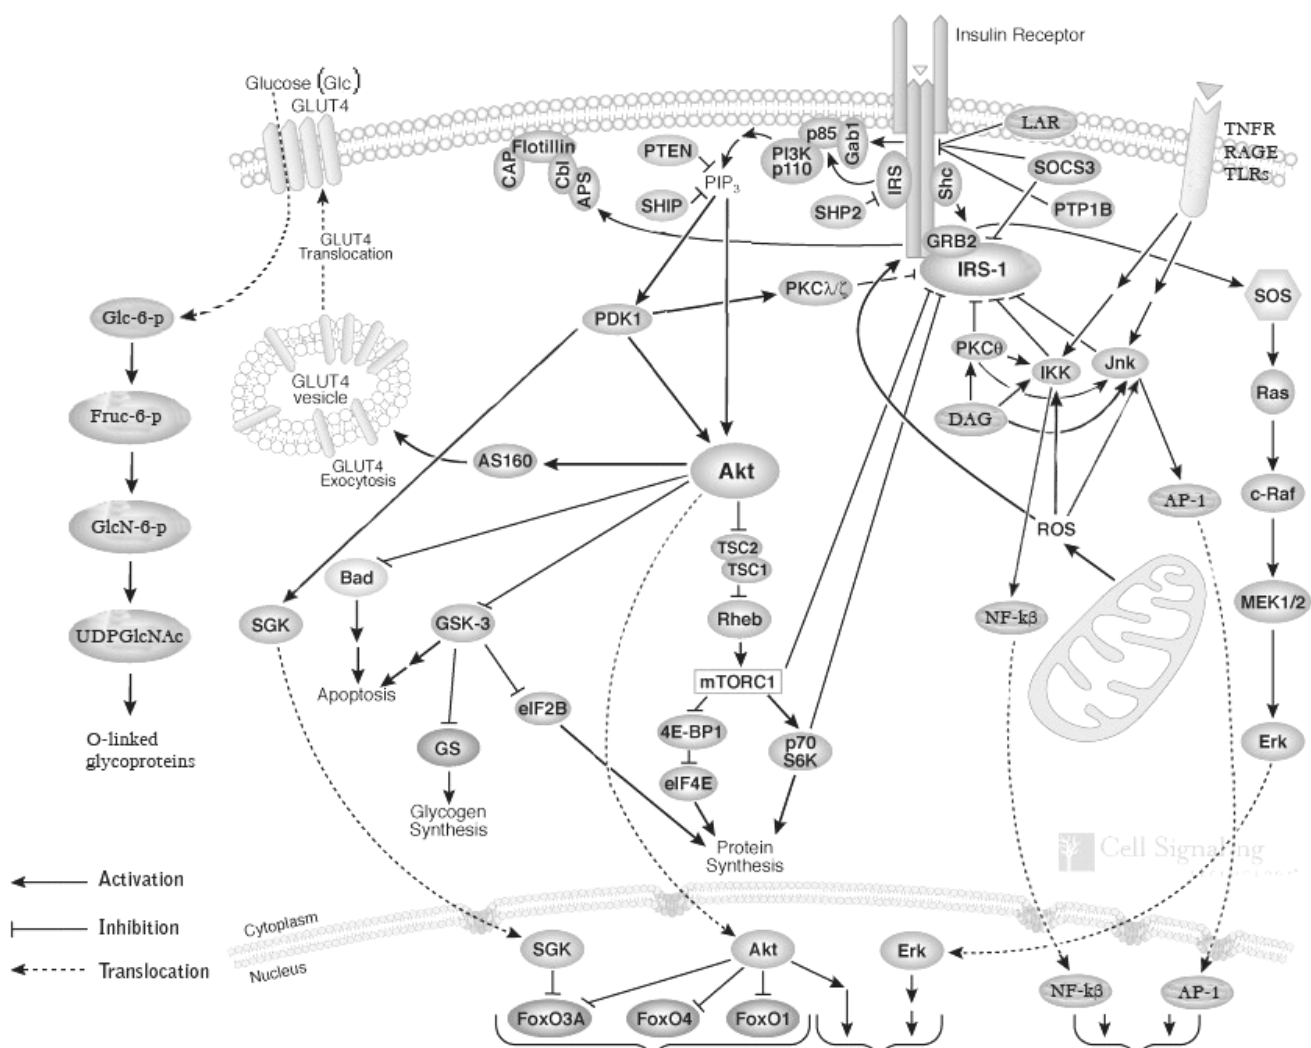 Insulin Receptor
Glucose (Glc)
GLUT4
LAR
TNFR
RAGE
TLRs
p85
Gab1
PI3K
p110
Flotillin
CAP
Cbl
APS
PTEN
PIP3
SHIP
IRS
Shc
SHP2
SOCS3
PTP1B
GRB2
IRS-1
GLUT4
Translocation
SOS
PKCλ/ζ
Glc-6-p
PDK1
PKCθ
IKK
Jnk
GLUT4
vesicle
Ras
Fruc-6-p
DAG
GLUT4
Exocytosis
AS160
Akt
c-Raf
AP-1
GlcN-6-p
ROS
TSC2
TSC1
Bad
MEK1/2
SGK
GSK-3
Rheb
NF-kβ
UDPGlcNAc
Apoptosis
mTORC1
eIF2B
4E-BP1
p70
S6K
Erk
O-linked
glycoproteins
GS
eIF4E
Glycogen
Synthesis
Protein
Synthesis
Cell Signaling
Activation
Inhibition
Translocation
Cytoplasm
Nucleus
SGK
Akt
Erk
NF-kβ
AP-1
FoxO3A
FoxO4
FoxO1